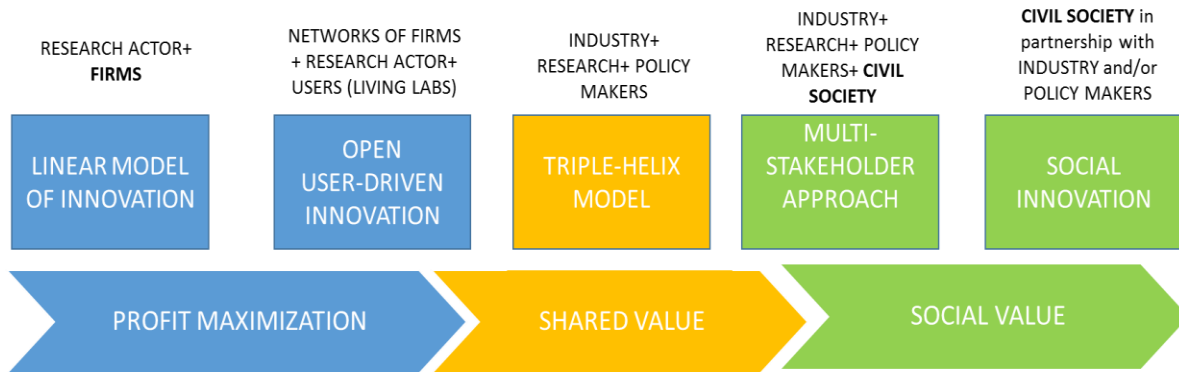 RESEARCH ACTOR+
FIRMS
NETWORKS OF FIRMS
+ RESEARCH ACTOR+
USERS (LIVING LABS)
INDUSTRY+
RESEARCH+ POLICY
MAKERS
INDUSTRY+
RESEARCH+ POLICY
MAKERS+ CIVIL
SOCIETY
CIVIL SOCIETY in
partnership with
INDUSTRY and/or
POLICY MAKERS
LINEAR MODEL
OF INNOVATION
OPEN
USER-DRIVEN
INNOVATION
TRIPLE-HELIX
MODEL
MULTI-
STAKEHOLDER
APPROACH
SOCIAL
INNOVATION
PROFIT MAXIMIZATION
SHARED VALUE
SOCIAL VALUE